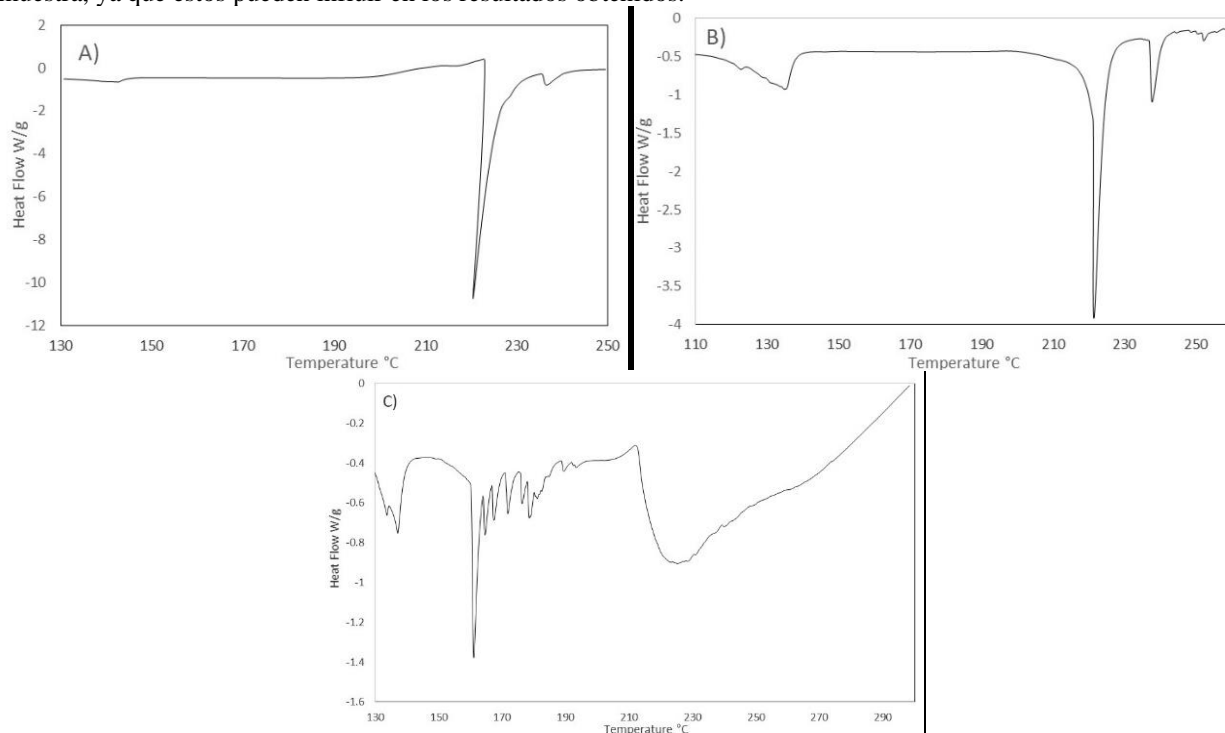 muestra, ya que estos pueden influir en los resultados obtenidos.
A)
2
0
-2
-4
-6
-8
-10
-12
Heat Flow W/g
130 150 170 190 210 230 250
Temperature °C
B)
0
-0.5
-1
-1.5
-2
-2.5
-3
-3.5
-4
Heat Flow W/g
110 130 150 170 190 210 230 250
Temperature °C
C)
0
-0.2
-0.4
-0.6
-0.8
-1
-1.2
-1.4
-1.6
Heat Flow W/g
130 150 170 190 210 230 250 270 290
Temperature °C